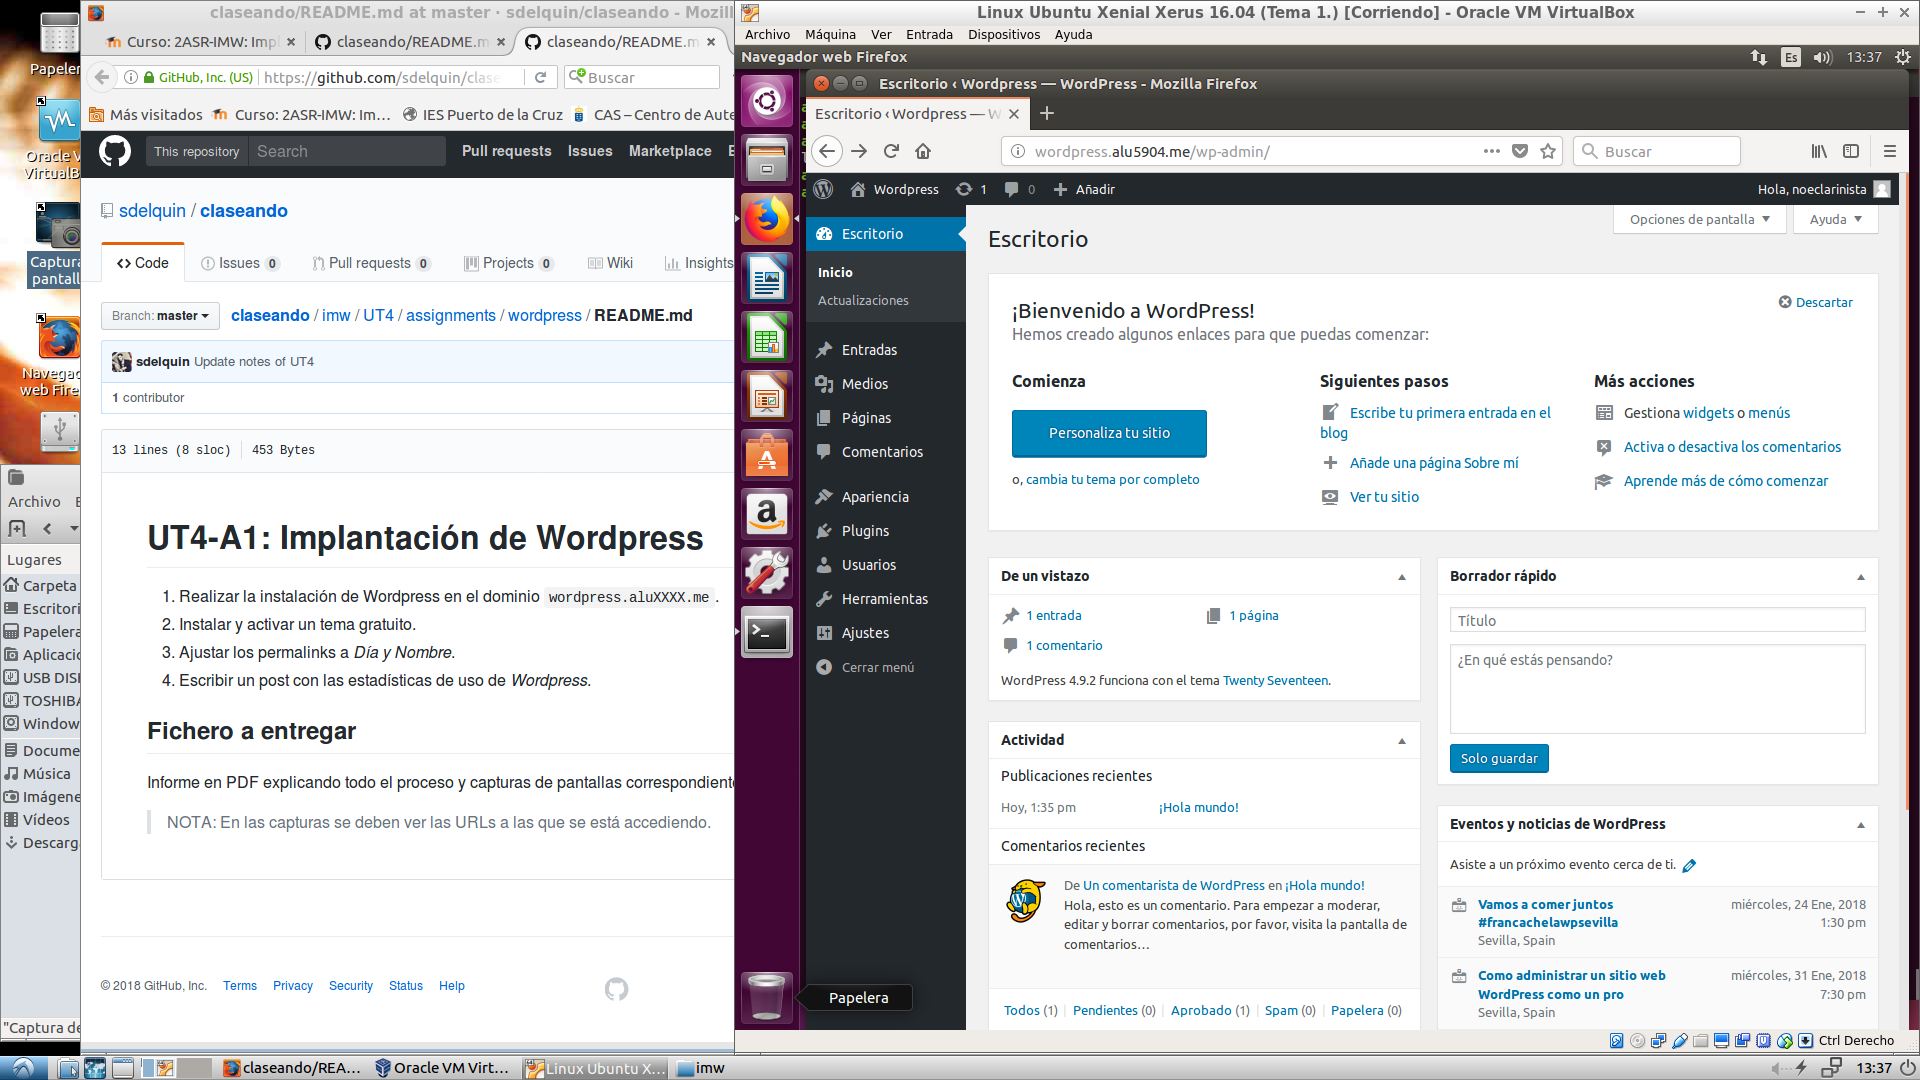 claseando/README.md at master · sdelquin/claseando - Mozil
Curso: 2ASR-IMW: Impl
claseando/README.m
claseando/README.m
GitHub, Inc. (US)
https://github.com/sdelquin/clase
Buscar
Más visitados
Curso: 2ASR-IMW: Im...
IES Puerto de la Cruz
CAS – Centro de Aute
This repository
Search
Pull requests
Issues
Marketplace
sdelquin / claseando
Code
Issues 0
Pull requests 0
Projects 0
Wiki
Insights
Branch: master
claseando / imw / UT4 / assignments / wordpress / README.md
sdelquin Update notes of UT4
1 contributor
13 lines (8 sloc)
453 Bytes
UT4-A1: Implantación de Wordpress
1. Realizar la instalación de Wordpress en el dominio wordpress.aluXXXX.me .
2. Instalar y activar un tema gratuito.
3. Ajustar los permalinks a Día y Nombre.
4. Escribir un post con las estadísticas de uso de Wordpress.
Fichero a entregar
Informe en PDF explicando todo el proceso y capturas de pantallas correspondiente
NOTA: En las capturas se deben ver las URLs a las que se está accediendo.
© 2018 GitHub, Inc.
Terms
Privacy
Security
Status
Help
Papeler
Oracle V
VirtualB
Captura
pantall
Navegad
web Fire
Archivo
Lugares
Carpeta
Escritori
Papelera
Aplicacio
USB DISK
TOSHIBA
Window
Docume
Música
Imágene
Vídeos
Descarga
"Captura de
Linux Ubuntu Xenial Xerus 16.04 (Tema 1.) [Corriendo] - Oracle VM VirtualBox
Archivo
Máquina
Ver
Entrada
Dispositivos
Ayuda
Navegador web Firefox
Es
13:37
Escritorio ‹ Wordpress — WordPress - Mozilla Firefox
Escritorio ‹ Wordpress — W
wordpress.alu5904.me/wp-admin/
Buscar
Wordpress
1
0
Añadir
Hola, noeclarinista
Escritorio
Inicio
Actualizaciones
Entradas
Medios
Páginas
Comentarios
Apariencia
Plugins
Usuarios
Herramientas
Ajustes
Cerrar menú
Opciones de pantalla
Ayuda
Escritorio
¡Bienvenido a WordPress!
Descartar
Hemos creado algunos enlaces para que puedas comenzar:
Comienza
Personaliza tu sitio
o, cambia tu tema por completo
Siguientes pasos
Escribe tu primera entrada en el
blog
Añade una página Sobre mí
Ver tu sitio
Más acciones
Gestiona widgets o menús
Activa o desactiva los comentarios
Aprende más de cómo comenzar
De un vistazo
1 entrada
1 página
1 comentario
WordPress 4.9.2 funciona con el tema Twenty Seventeen.
Actividad
Publicaciones recientes
Hoy, 1:35 pm
¡Hola mundo!
Comentarios recientes
De Un comentarista de WordPress en ¡Hola mundo!
Hola, esto es un comentario. Para empezar a moderar,
editar y borrar comentarios, por favor, visita la pantalla de
comentarios…
Todos (1) | Pendientes (0) | Aprobado (1) | Spam (0) | Papelera (0)
Borrador rápido
Título
¿En qué estás pensando?
Solo guardar
Eventos y noticias de WordPress
Asiste a un próximo evento cerca de ti.
Vamos a comer juntos
#francachelawpsevilla
Sevilla, Spain
miércoles, 24 Ene, 2018
1:30 pm
Como administrar un sitio web
WordPress como un pro
Sevilla, Spain
miércoles, 31 Ene, 2018
7:30 pm
Papelera
Ctrl Derecho
claseando/REA...
Oracle VM Virt...
Linux Ubuntu X...
imw
13:37